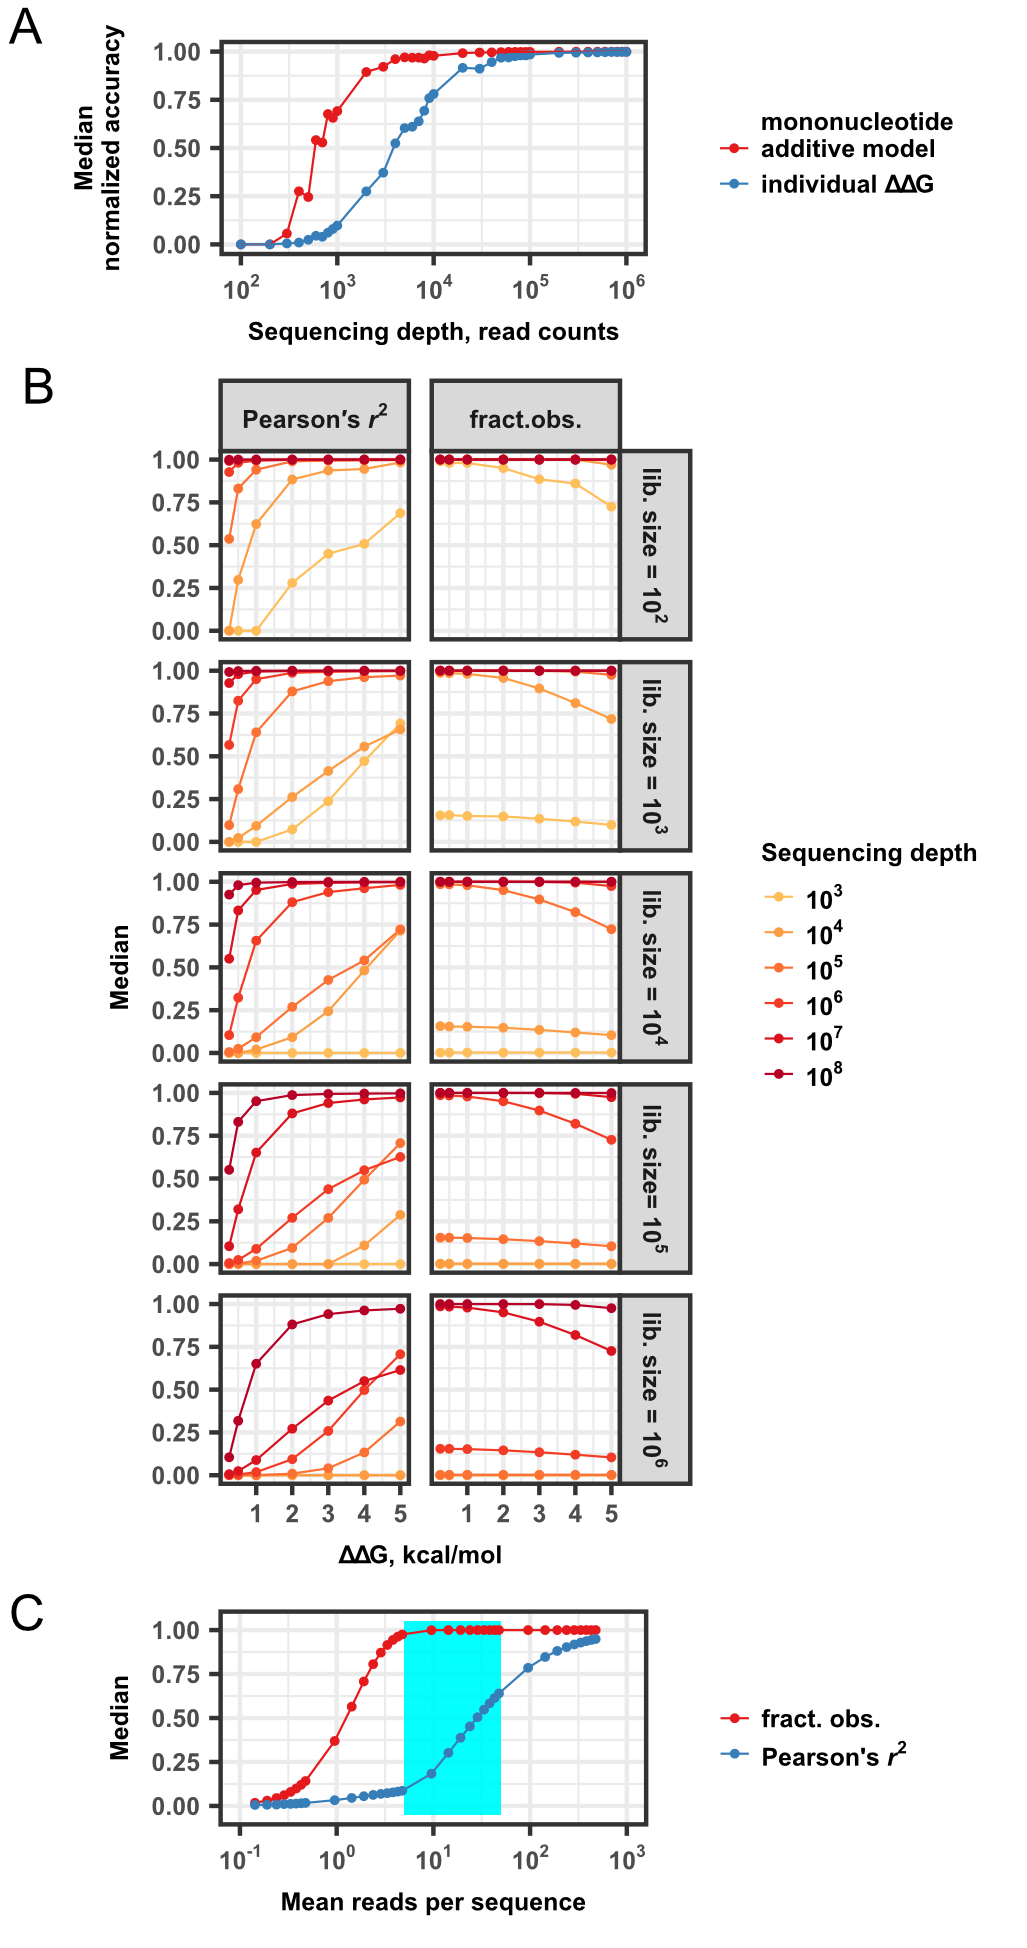 A
Median
normalized accuracy
1.00
0.75
0.50
0.25
0.00
10² 10³ 10⁴ 10⁵ 10⁶
Sequencing depth, read counts
mononucleotide
additive model
individual ΔΔG
B
Pearson's r² fract.obs.
1.00
0.75
0.50
0.25
0.00
lib. size = 10²
1.00
0.75
0.50
0.25
0.00
lib. size = 10³
Median
1.00
0.75
0.50
0.25
0.00
lib. size = 10⁴
1.00
0.75
0.50
0.25
0.00
lib. size= 10⁵
1.00
0.75
0.50
0.25
0.00
lib. size = 10⁶
1 2 3 4 5 1 2 3 4 5
ΔΔG, kcal/mol
Sequencing depth
10³
10⁴
10⁵
10⁶
10⁷
10⁸
C
Median
1.00
0.75
0.50
0.25
0.00
10⁻¹ 10⁰ 10¹ 10² 10³
Mean reads per sequence
fract. obs.
Pearson's r²